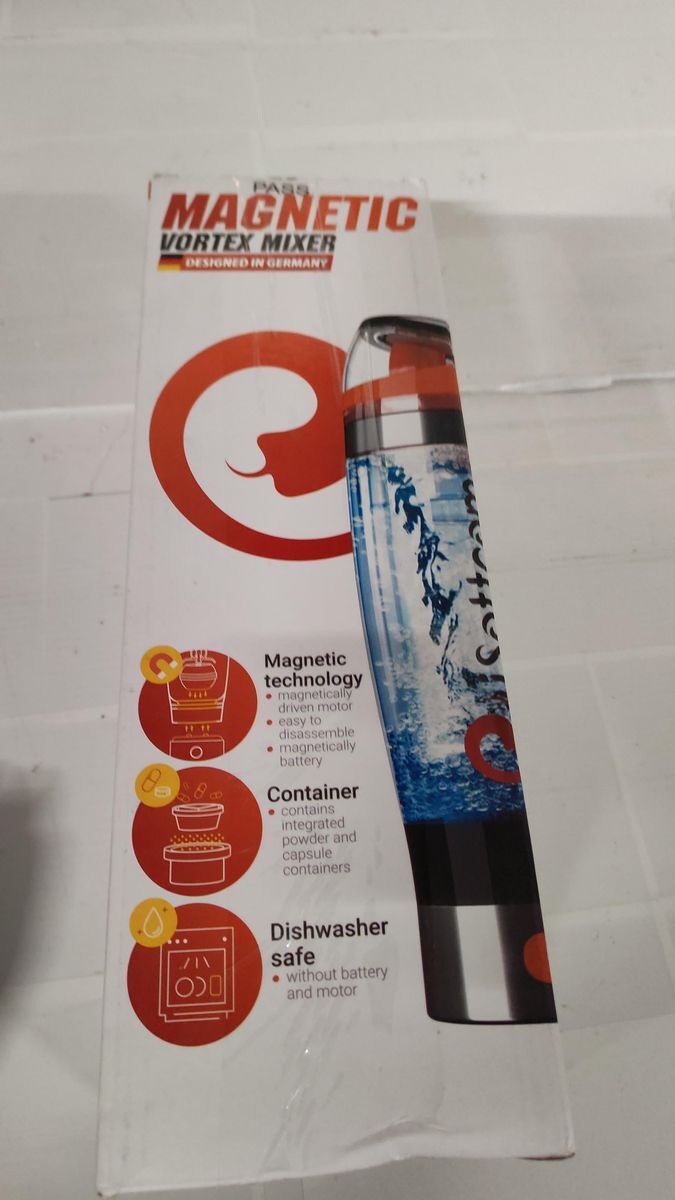 PASS
MAGNETIC
VORTEX MIXER
DESIGNED IN GERMANY
Magnetic
technology
• magnetically
driven motor
• easy to
disassemble
• magnetically
battery
Container
• contains
integrated
powder and
capsule
containers
Dishwasher
safe
• without battery
and motor